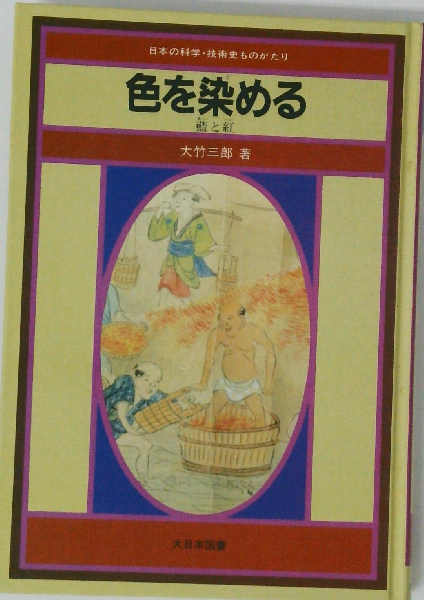 日本の科学・技術史ものがたり
色を染める
藍と紅
大竹三郎 著
大日本図書